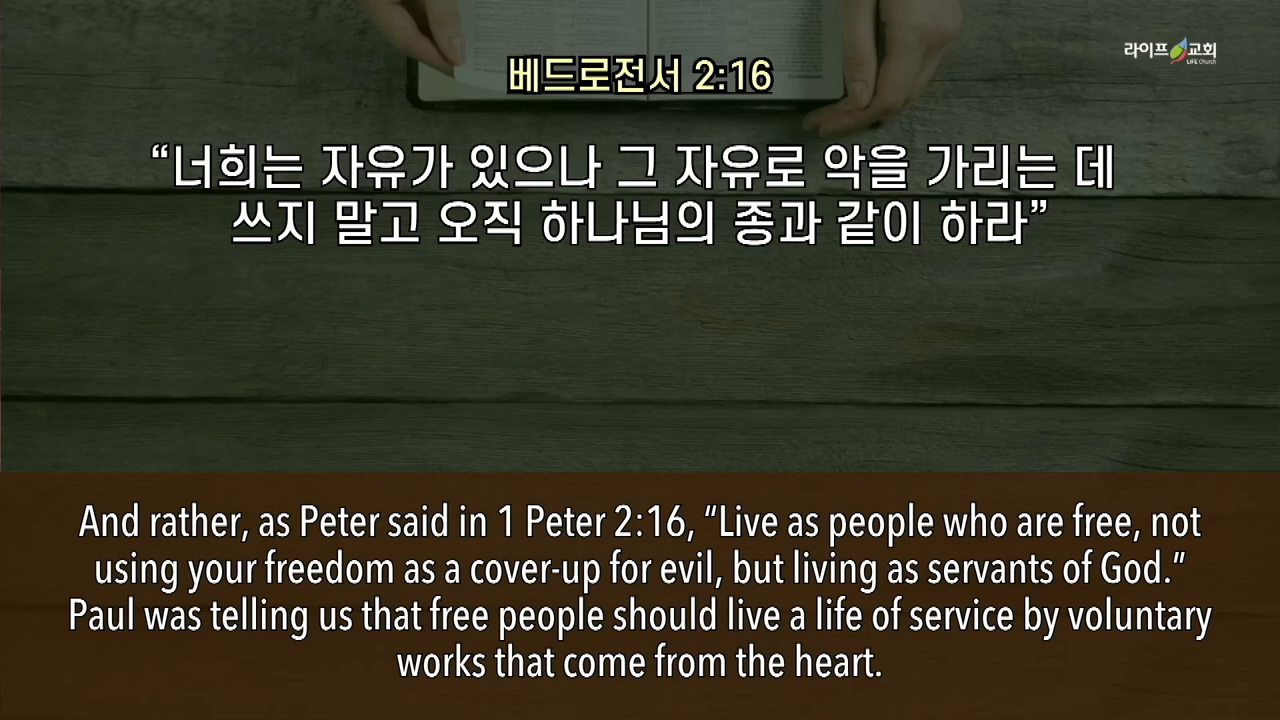 라이프 교회
LIFE Church
베드로전서 2:16
“너희는 자유가 있으나 그 자유로 악을 가리는 데
쓰지 말고 오직 하나님의 종과 같이 하라”
And rather, as Peter said in 1 Peter 2:16, “Live as people who are free, not
using your freedom as a cover-up for evil, but living as servants of God.”
Paul was telling us that free people should live a life of service by voluntary
works that come from the heart.